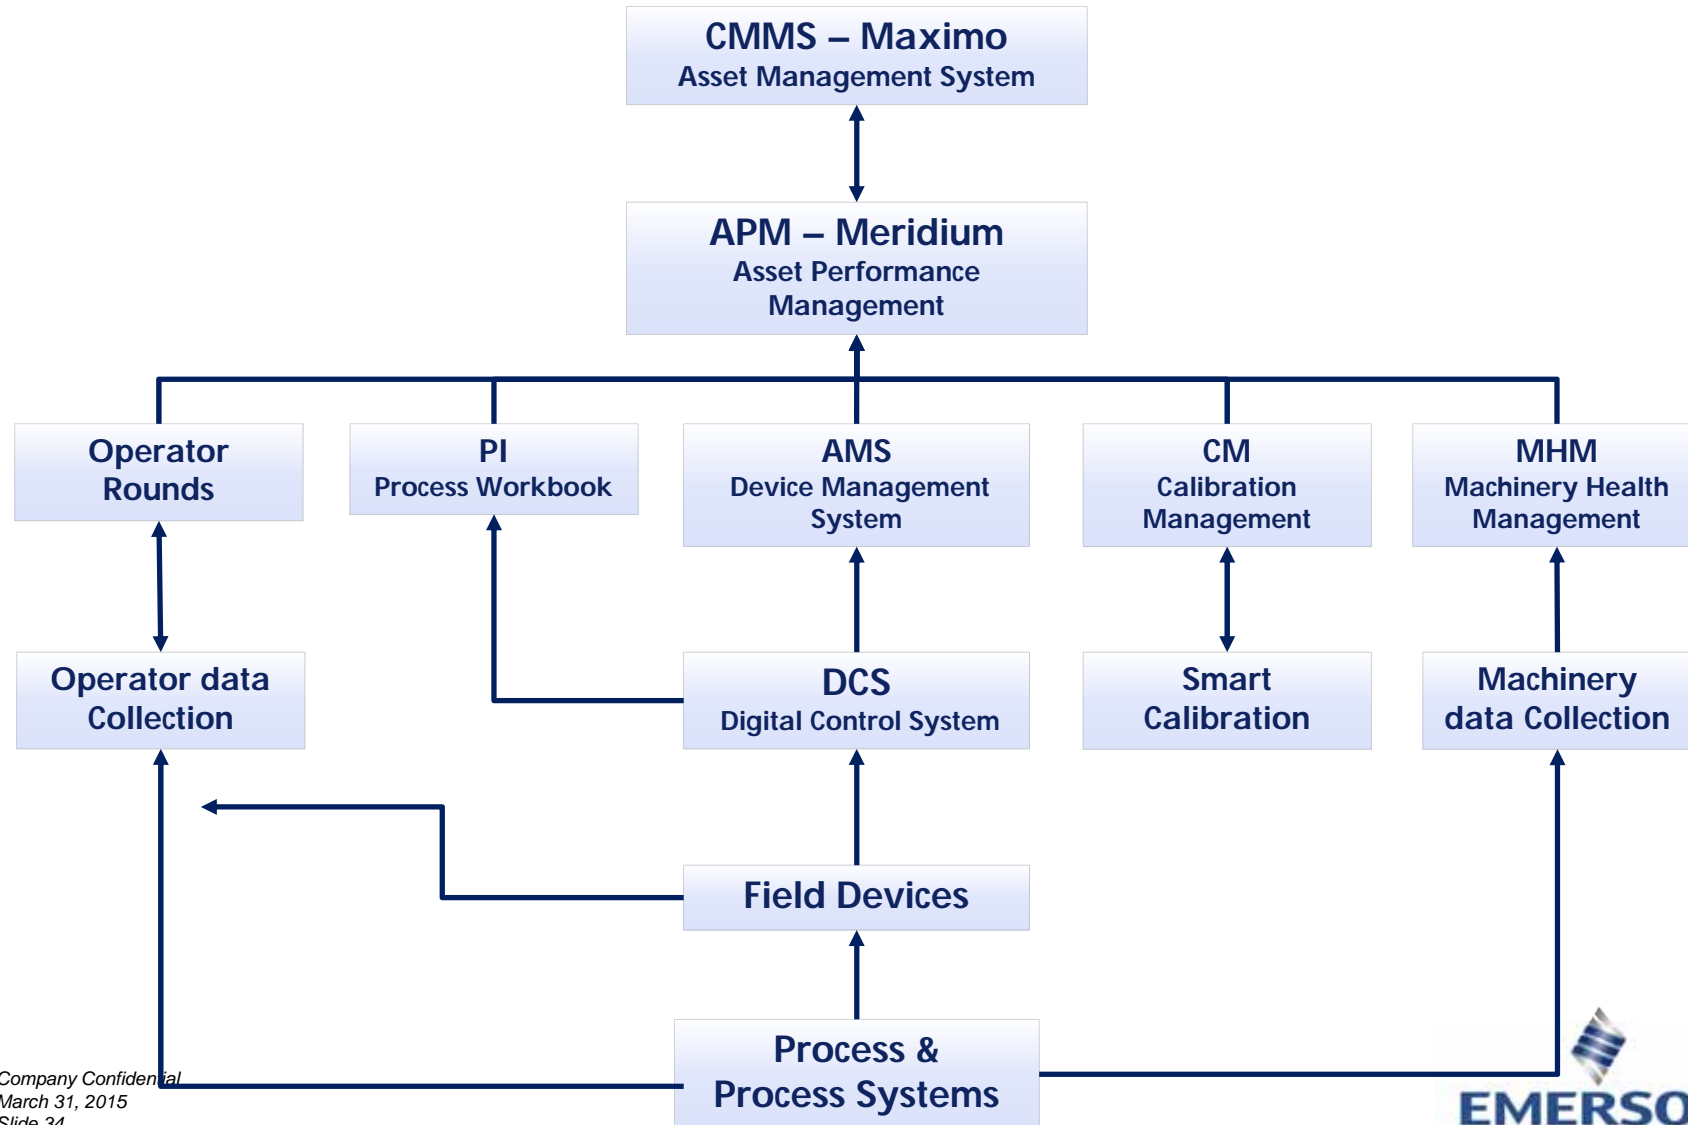 CMMS – Maximo
Asset Management System
APM – Meridium
Asset Performance
Management
Operator
Rounds
PI
Process Workbook
AMS
Device Management
System
CM
Calibration
Management
MHM
Machinery Health
Management
Operator data
Collection
DCS
Digital Control System
Smart
Calibration
Machinery
data Collection
Field Devices
Process &
Process Systems
Company Confidential
March 31, 2015
Slide 34
EMERSO